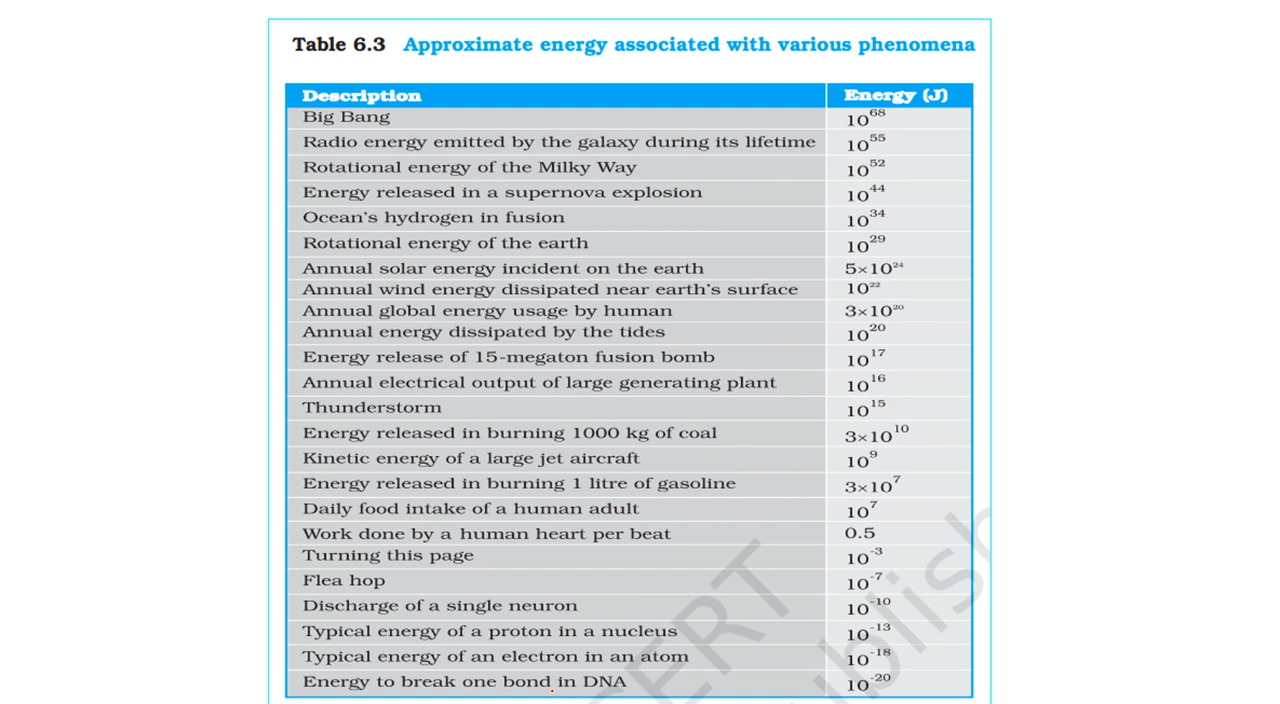 Table 6.3 Approximate energy associated with various phenomena
Description Energy (J)
Big Bang 10^68
Radio energy emitted by the galaxy during its lifetime 10^55
Rotational energy of the Milky Way 10^52
Energy released in a supernova explosion 10^44
Ocean's hydrogen in fusion 10^34
Rotational energy of the earth 10^29
Annual solar energy incident on the earth 5×10^24
Annual wind energy dissipated near earth's surface 10^22
Annual global energy usage by human 3×10^20
Annual energy dissipated by the tides 10^20
Energy release of 15-megaton fusion bomb 10^17
Annual electrical output of large generating plant 10^16
Thunderstorm 10^15
Energy released in burning 1000 kg of coal 3×10^10
Kinetic energy of a large jet aircraft 10^9
Energy released in burning 1 litre of gasoline 3×10^7
Daily food intake of a human adult 10^7
Work done by a human heart per beat 0.5
Turning this page 10^-3
Flea hop 10^-7
Discharge of a single neuron 10^-10
Typical energy of a proton in a nucleus 10^-13
Typical energy of an electron in an atom 10^-18
Energy to break one bond in DNA 10^-20